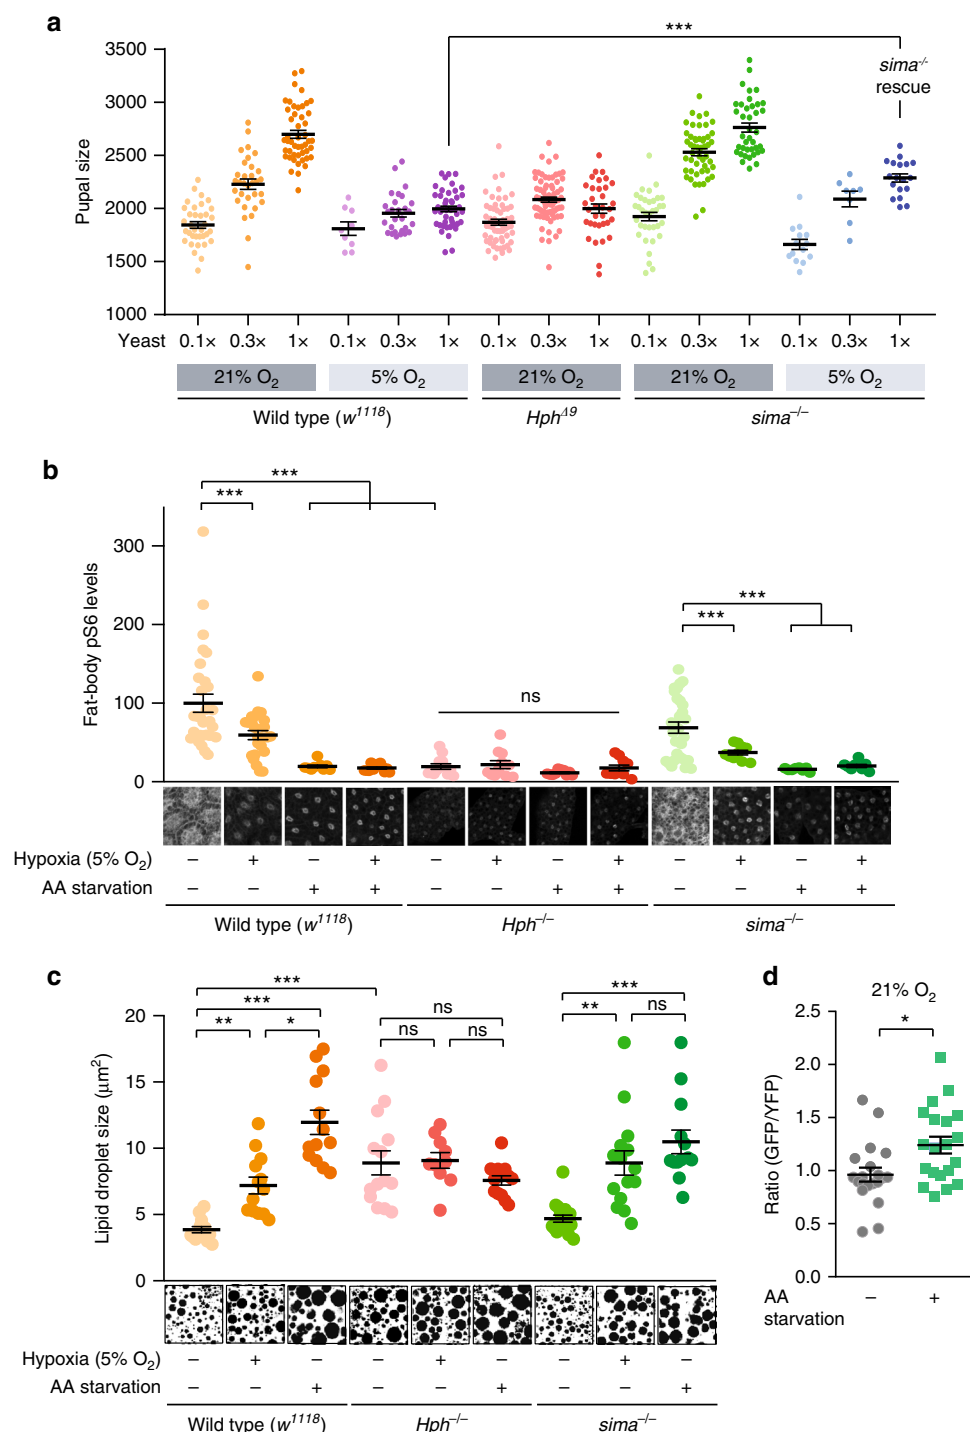 a
***
sima-/-
rescue
Pupal size
3500
3000
2500
2000
1500
1000
Yeast 0.1× 0.3× 1× 0.1× 0.3× 1× 0.1× 0.3× 1× 0.1× 0.3× 1× 0.1× 0.3× 1×
21% O2 5% O2 21% O2 21% O2 5% O2
Wild type (w1118) HphΔ9 sima−/−
b
***
***
***
***
ns
Fat-body pS6 levels
300
200
100
0
Hypoxia (5% O2) − + − + − + − + − + − +
AA starvation − − + + − − + + − − + +
Wild type (w1118) Hph−/− sima−/−
c
***
***
** *
ns
ns ns
***
** ns
Lipid droplet size (μm2)
20
15
10
5
0
Hypoxia (5% O2) − + − − + − − + −
AA starvation − − + − − + − − +
Wild type (w1118) Hph−/− sima−/−
d
21% O2
*
Ratio (GFP/YFP)
2.5
2.0
1.5
1.0
0.5
0.0
AA
starvation − +